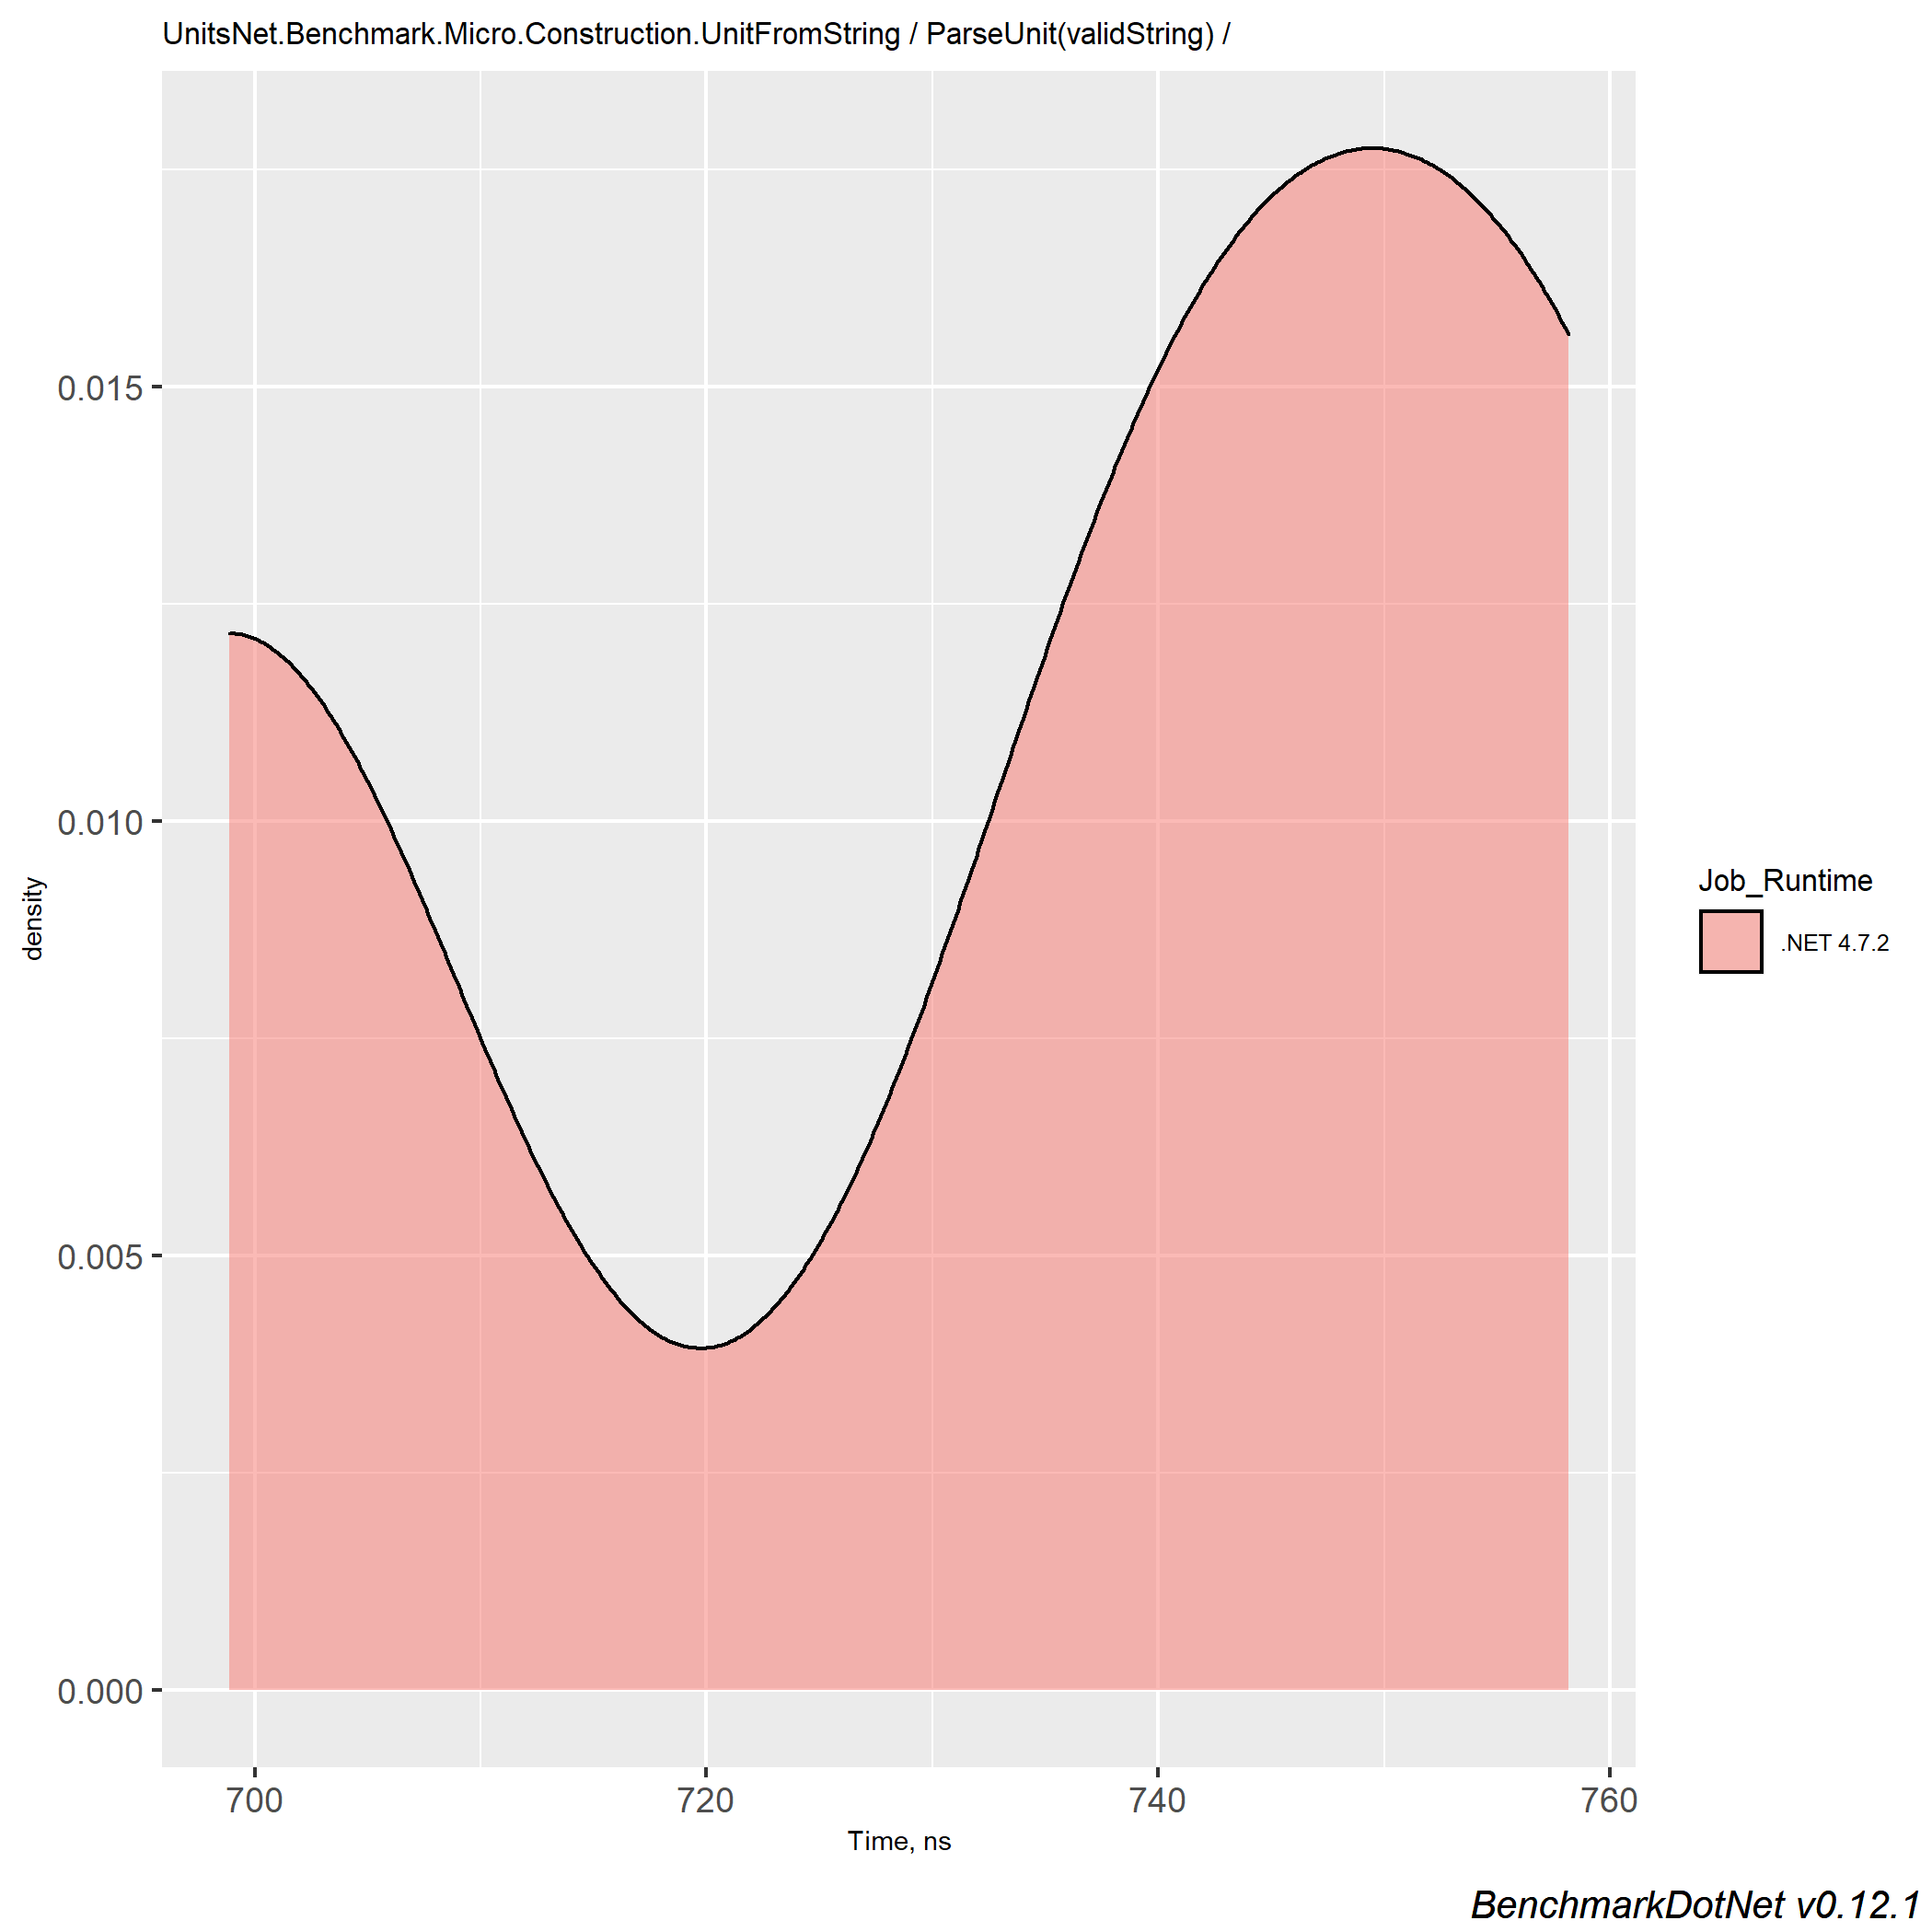 UnitsNet.Benchmark.Micro.Construction.UnitFromString / ParseUnit(validString) /
0.015
0.010
0.005
0.000
density
700 720 740 760
Time, ns
Job_Runtime
.NET 4.7.2
BenchmarkDotNet v0.12.1